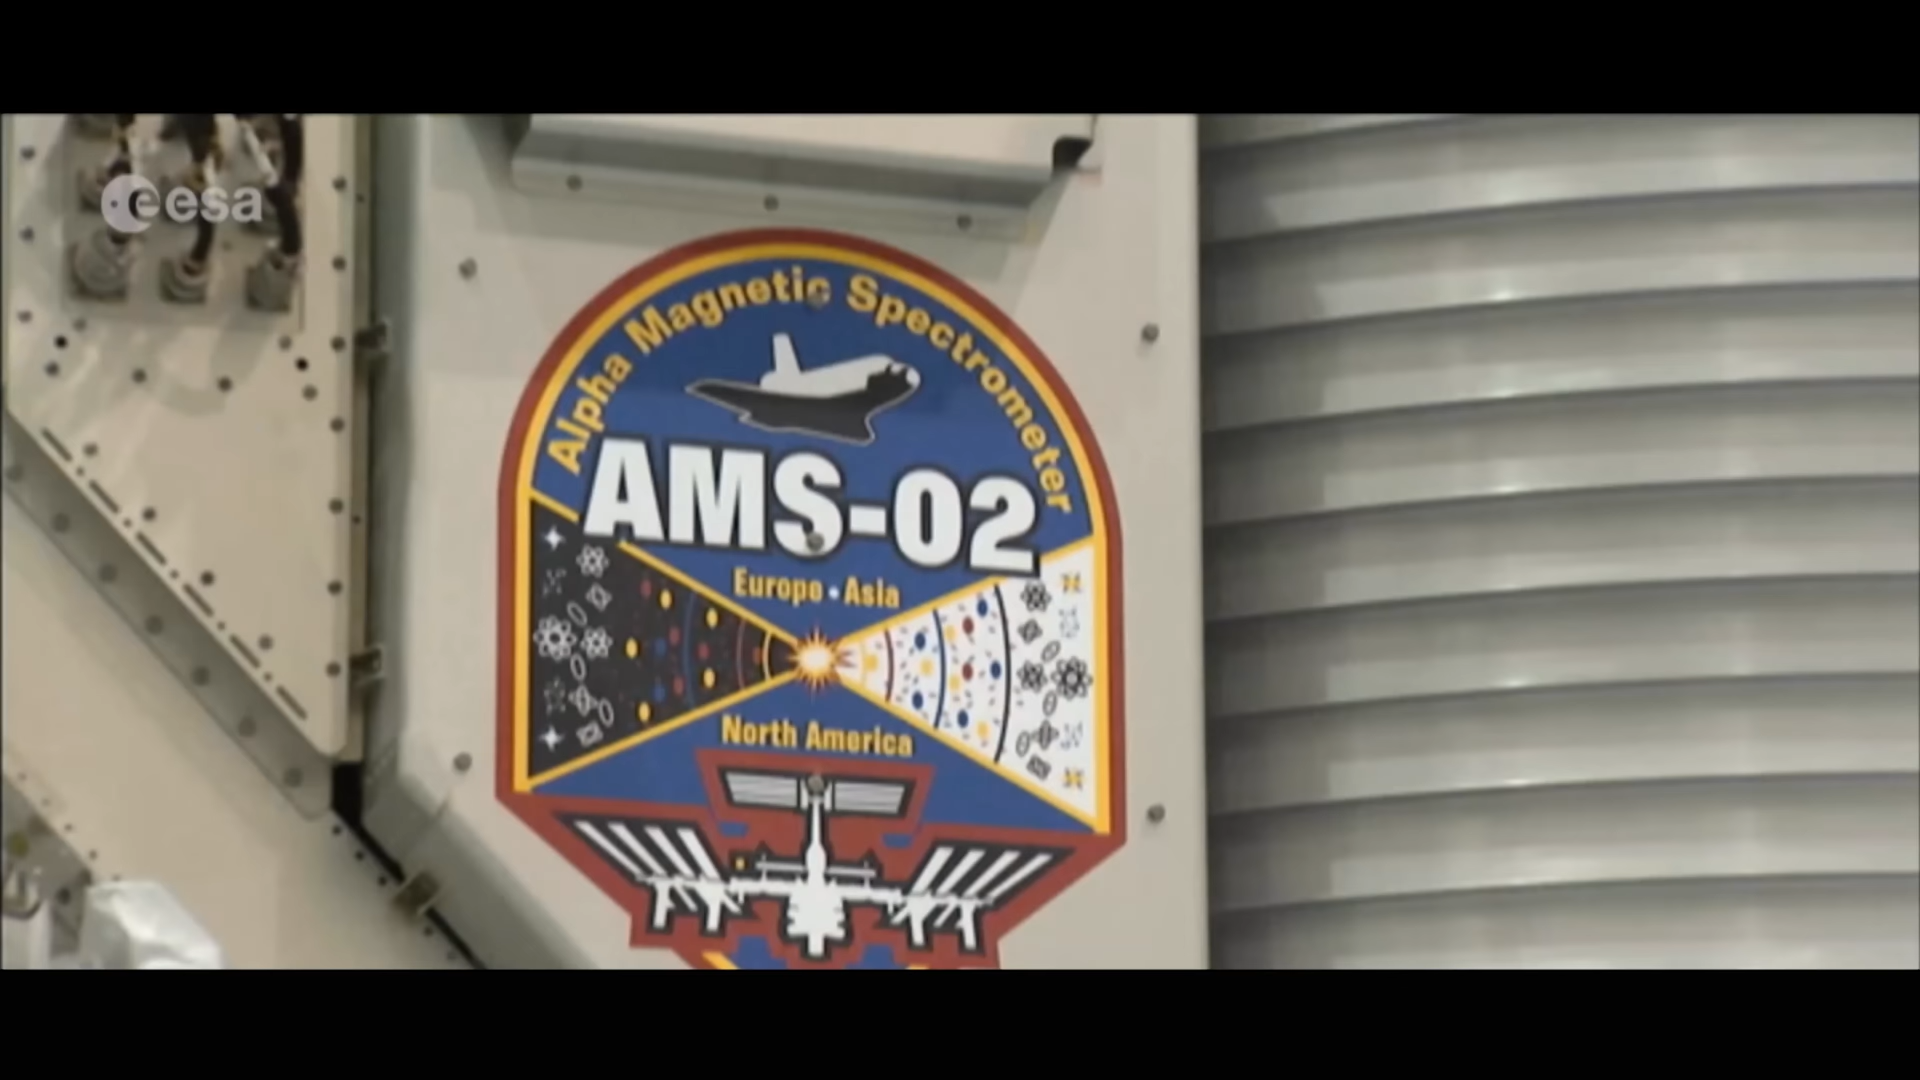 esa
Alpha Magnetic Spectrometer
AMS-02
Europe • Asia
North America